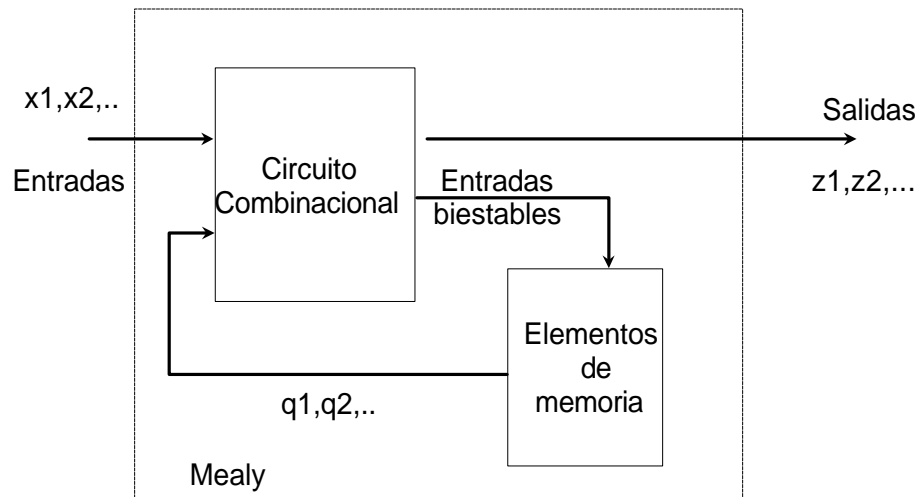 x1,x2,..
Entradas
Circuito
Combinacional
Entradas
biestables
Salidas
z1,z2,...
Elementos
de
memoria
q1,q2,..
Mealy